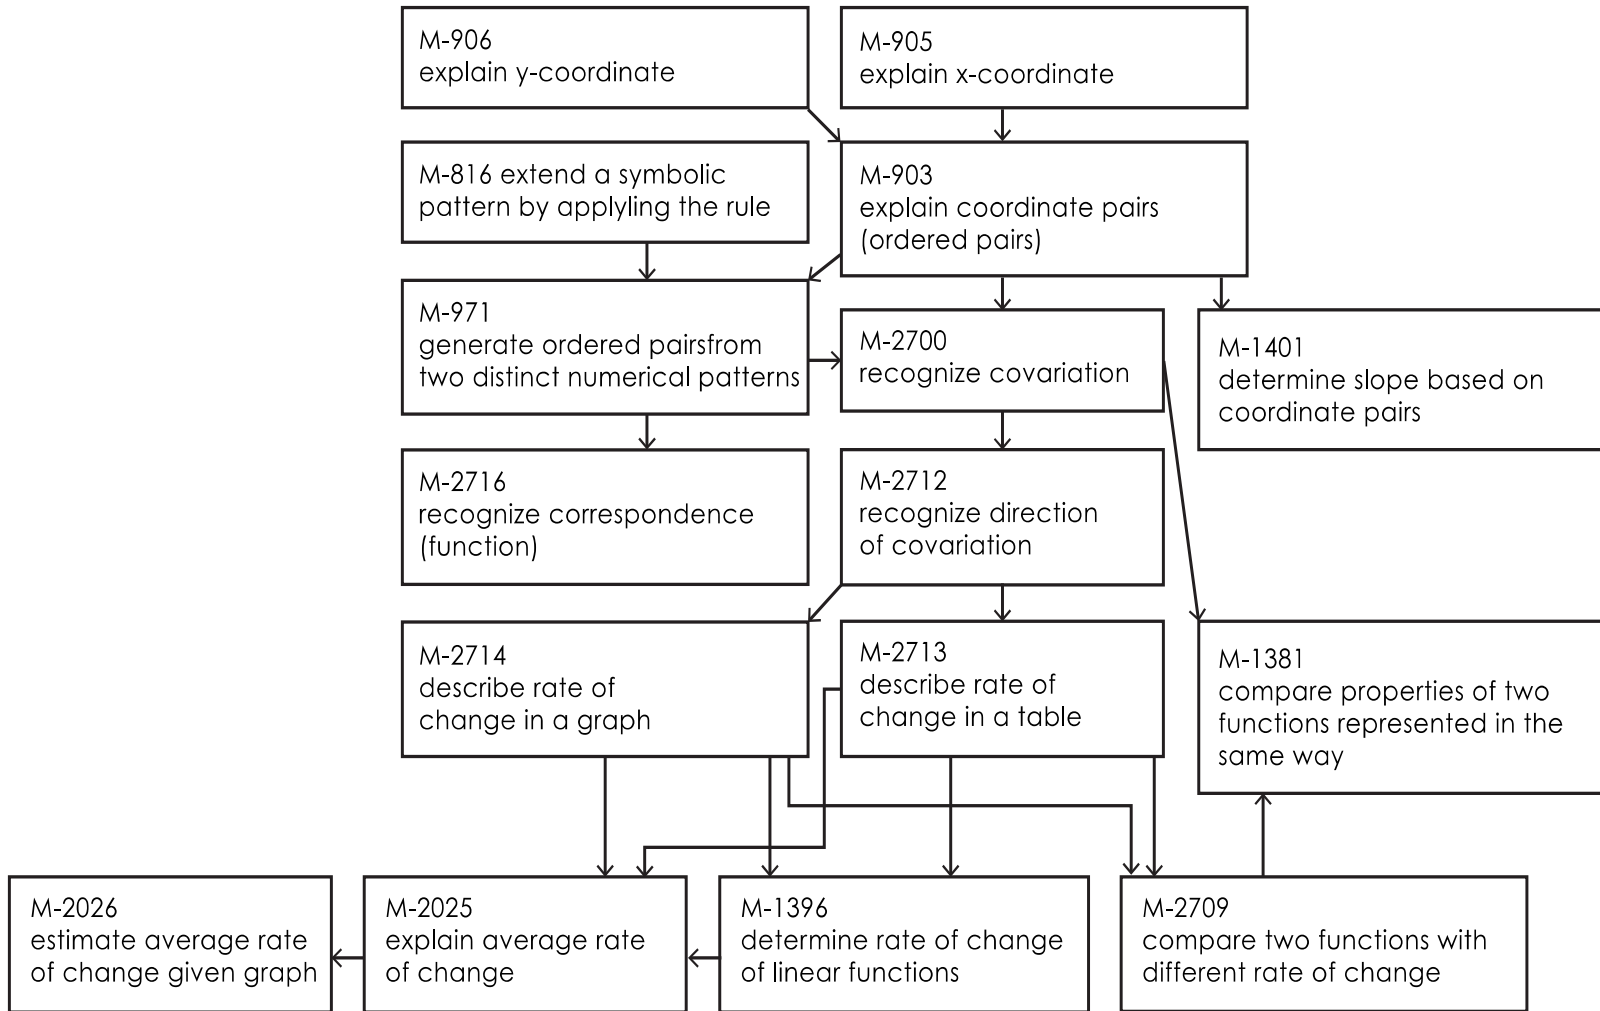 M-906
explain y-coordinate
M-905
explain x-coordinate
M-816 extend a symbolic
pattern by applyling the rule
M-903
explain coordinate pairs
(ordered pairs)
M-971
generate ordered pairsfrom
two distinct numerical patterns
M-2700
recognize covariation
M-1401
determine slope based on
coordinate pairs
M-2716
recognize correspondence
(function)
M-2712
recognize direction
of covariation
M-2714
describe rate of
change in a graph
M-2713
describe rate of
change in a table
M-1381
compare properties of two
functions represented in the
same way
M-2026
estimate average rate
of change given graph
M-2025
explain average rate
of change
M-1396
determine rate of change
of linear functions
M-2709
compare two functions with
different rate of change